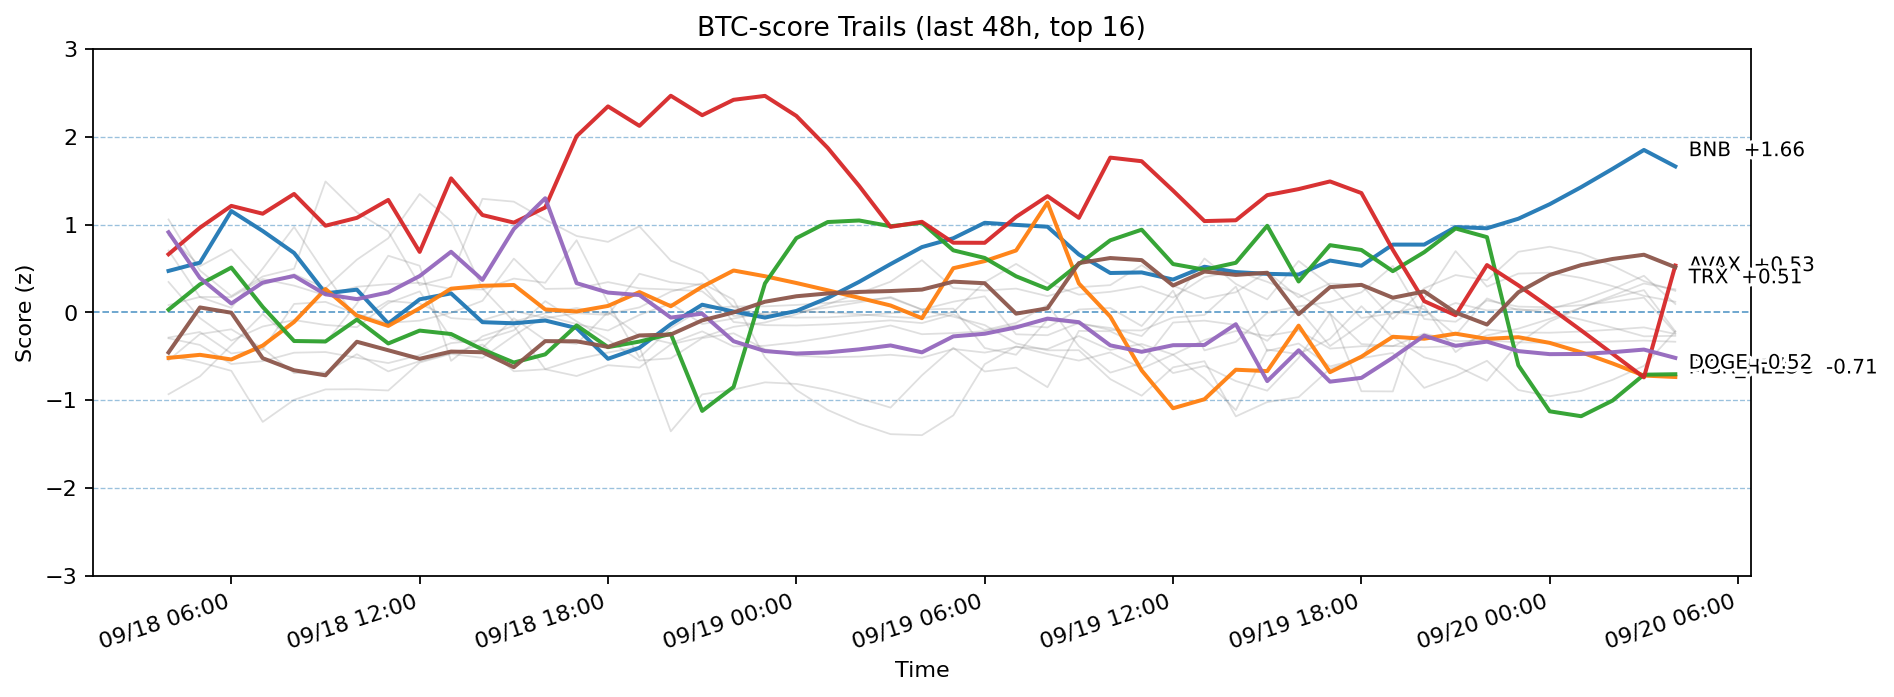 BTC-score Trails (last 48h, top 16)
3
2
1
0
−1
−2
−3
Score (z)
BNB +1.66
AVAX +0.53
TRX +0.51
DOGE -0.52
-0.71
09/18 06:00
09/18 12:00
09/18 18:00
09/19 00:00
09/19 06:00
09/19 12:00
09/19 18:00
09/20 00:00
09/20 06:00
Time